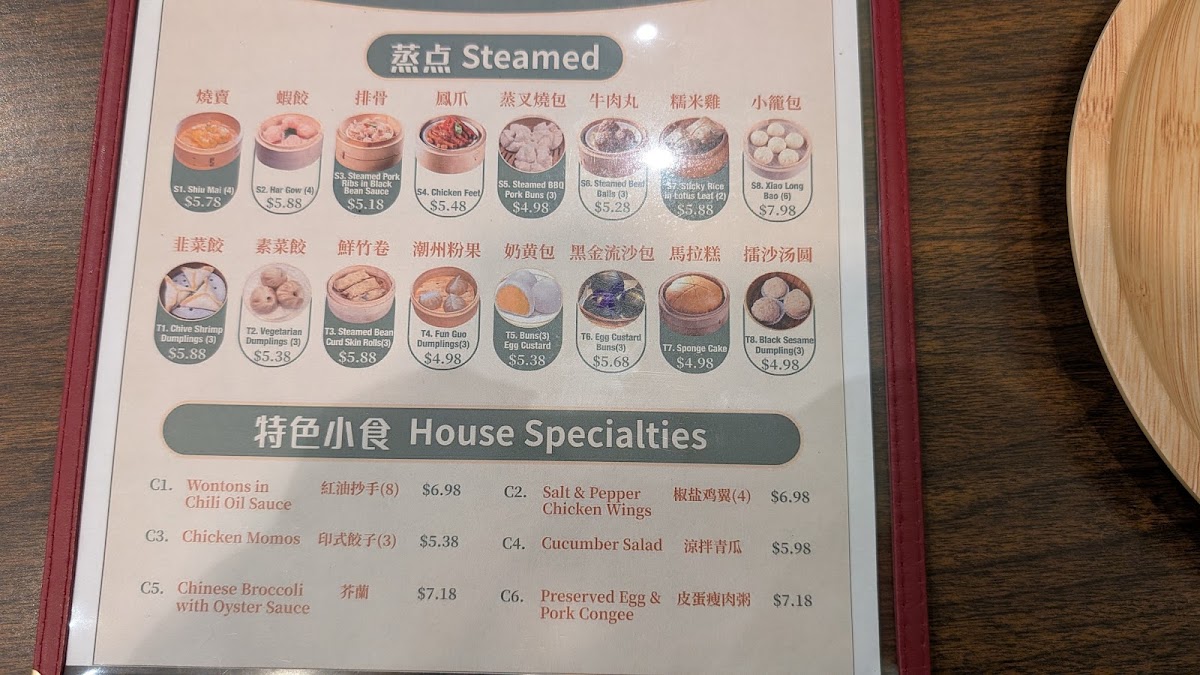 蒸点 Steamed
燒賣 蝦餃 排骨 鳳爪 蒸叉燒包 牛肉丸 糯米雞 小籠包
S1. Shiu Mai (4)
$5.78
S2. Har Gow (4)
$5.88
S3. Steamed Pork
Ribs in Black
Bean Sauce
$5.18
S4. Chicken Feet
$5.48
S5. Steamed BBQ
Pork Buns (3)
$4.98
S6. Steamed Beef
Balls (3)
$5.28
S7. Sticky Rice
in Lotus Leaf (2)
$5.88
S8. Xiao Long
Bao (6)
$7.98
韭菜餃 素菜餃 鮮竹卷 潮州粉果 奶黄包 黑金流沙包 馬拉糕 擂沙汤圆
T1. Chive Shrimp
Dumplings (3)
$5.88
T2. Vegetarian
Dumplings (3)
$5.38
T3. Steamed Bean
Curd Skin Rolls(3)
$5.88
T4. Fun Guo
Dumplings(3)
$4.98
T5. Buns(3)
Egg Custard
$5.38
T6. Egg Custard
Buns(3)
$5.68
T7. Sponge Cake
$4.98
T8. Black Sesame
Dumpling(3)
$4.98
特色小食 House Specialties
C1. Wontons in
Chili Oil Sauce
紅油抄手(8) $6.98
C2. Salt & Pepper
Chicken Wings
椒盐鸡翼(4) $6.98
C3. Chicken Momos 印式餃子(3) $5.38
C4. Cucumber Salad 涼拌青瓜 $5.98
C5. Chinese Broccoli
with Oyster Sauce
芥蘭 $7.18
C6. Preserved Egg &
Pork Congee
皮蛋瘦肉粥 $7.18